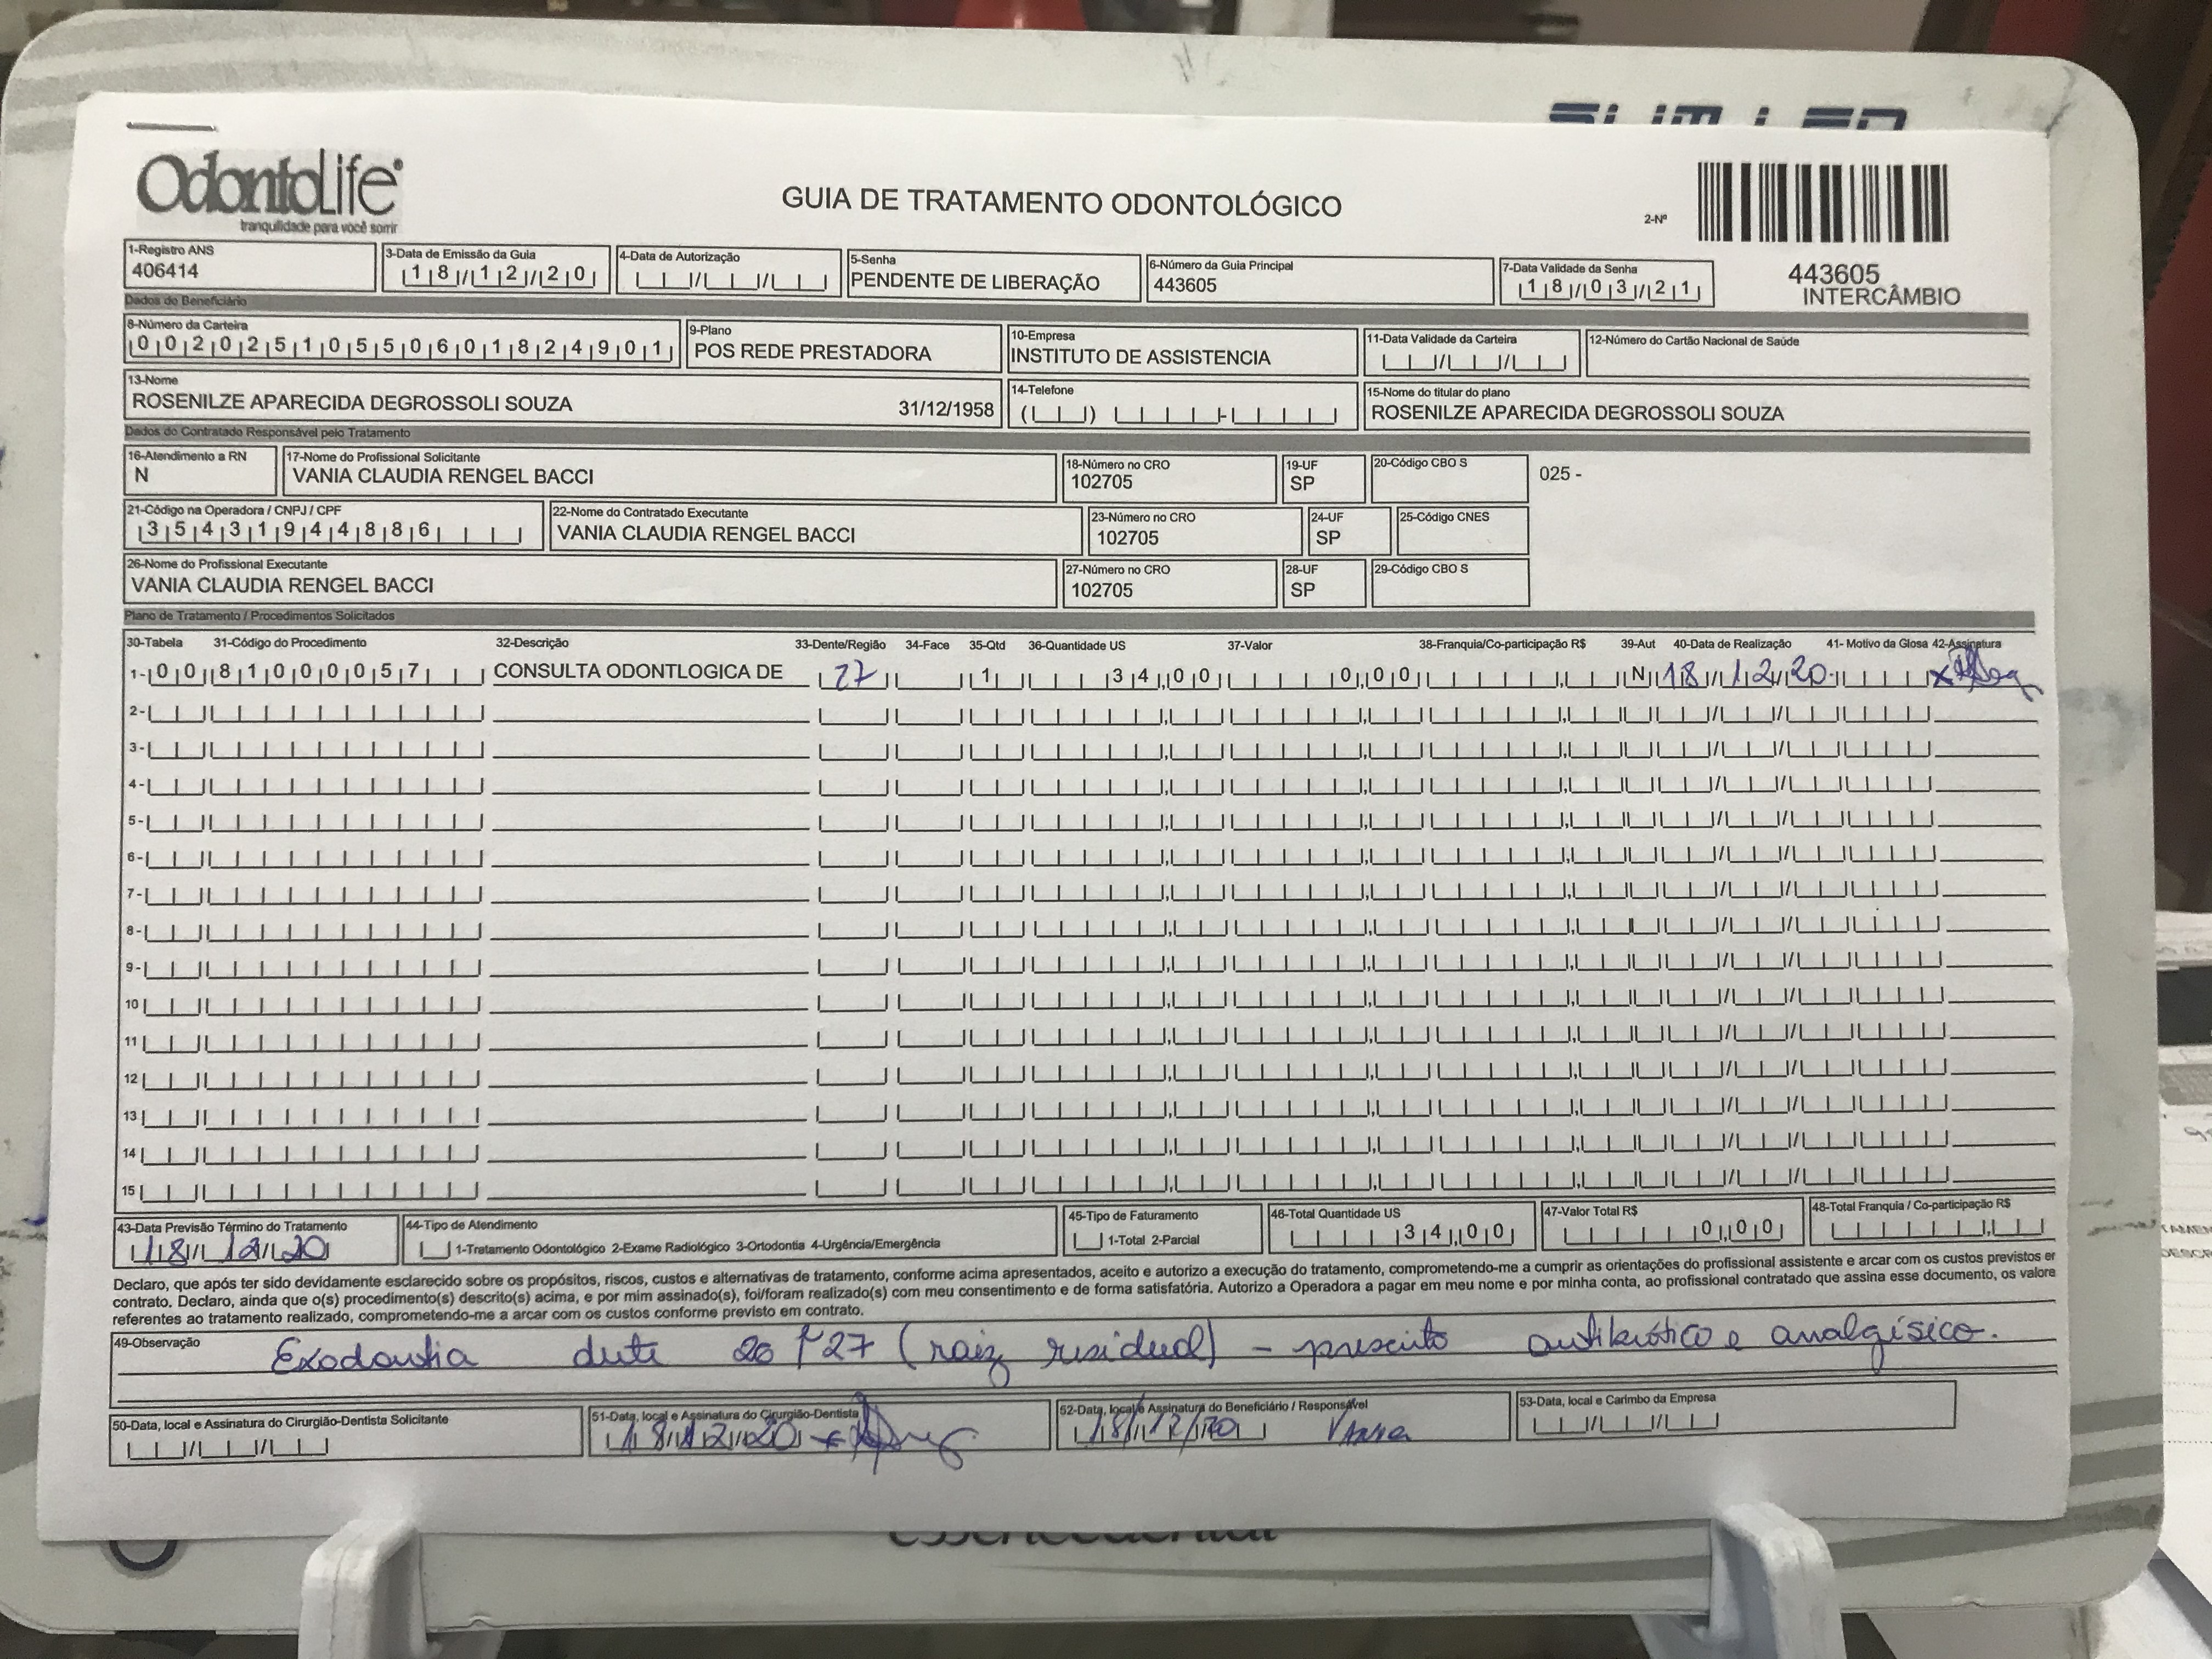 SLIM LED
OdontoLife®
tranquilidade para você sorrir
GUIA DE TRATAMENTO ODONTOLÓGICO
2-Nº
443605
INTERCÂMBIO
1-Registro ANS
406414
3-Data de Emissão da Guia
18/12/20
4-Data de Autorização
5-Senha
PENDENTE DE LIBERAÇÃO
6-Número da Guia Principal
443605
7-Data Validade da Senha
18/03/21
Dados do Beneficiário
8-Número da Carteira
00202510550601824901
9-Plano
POS REDE PRESTADORA
10-Empresa
INSTITUTO DE ASSISTENCIA
11-Data Validade da Carteira
12-Número do Cartão Nacional de Saúde
13-Nome
ROSENILZE APARECIDA DEGROSSOLI SOUZA 31/12/1958
14-Telefone
15-Nome do titular do plano
ROSENILZE APARECIDA DEGROSSOLI SOUZA
Dados do Contratado Responsável pelo Tratamento
16-Atendimento a RN
N
17-Nome do Profissional Solicitante
VANIA CLAUDIA RENGEL BACCI
18-Número no CRO
102705
19-UF
SP
20-Código CBO S
025 -
21-Código na Operadora / CNPJ / CPF
35431944886
22-Nome do Contratado Executante
VANIA CLAUDIA RENGEL BACCI
23-Número no CRO
102705
24-UF
SP
25-Código CNES
26-Nome do Profissional Executante
VANIA CLAUDIA RENGEL BACCI
27-Número no CRO
102705
28-UF
SP
29-Código CBO S
Plano de Tratamento / Procedimentos Solicitados
30-Tabela 31-Código do Procedimento 32-Descrição 33-Dente/Região 34-Face 35-Qtd 36-Quantidade US 37-Valor 38-Franquia/Co-participação R$ 39-Aut 40-Data de Realização 41- Motivo da Glosa 42-Assinatura
1- 00 81000057 CONSULTA ODONTLOGICA DE 27 1 34,00 0,00 N 18/12/20
2-
3-
4-
5-
6-
7-
8-
9-
10
11
12
13
14
15
43-Data Previsão Término do Tratamento
18/12/20
44-Tipo de Atendimento
1-Tratamento Odontológico 2-Exame Radiológico 3-Ortodontia 4-Urgência/Emergência
45-Tipo de Faturamento
1-Total 2-Parcial
46-Total Quantidade US
34,00
47-Valor Total R$
0,00
48-Total Franquia / Co-participação R$
Declaro, que após ter sido devidamente esclarecido sobre os propósitos, riscos, custos e alternativas de tratamento, conforme acima apresentados, aceito e autorizo a execução do tratamento, comprometendo-me a cumprir as orientações do profissional assistente e arcar com os custos previstos er
contrato. Declaro, ainda que o(s) procedimento(s) descrito(s) acima, e por mim assinado(s), foi/foram realizado(s) com meu consentimento e de forma satisfatória. Autorizo a Operadora a pagar em meu nome e por minha conta, ao profissional contratado que assina esse documento, os valore
referentes ao tratamento realizado, comprometendo-me a arcar com os custos conforme previsto em contrato.
49-Observação
Exodontia dente 27 (raiz residual) - prescrito antibiótico e analgésico.
50-Data, local e Assinatura do Cirurgião-Dentista Solicitante
51-Data, local e Assinatura do Cirurgião-Dentista
18/12/20
52-Data, local e Assinatura do Beneficiário / Responsável
18/12/20 Vania
53-Data, local e Carimbo da Empresa